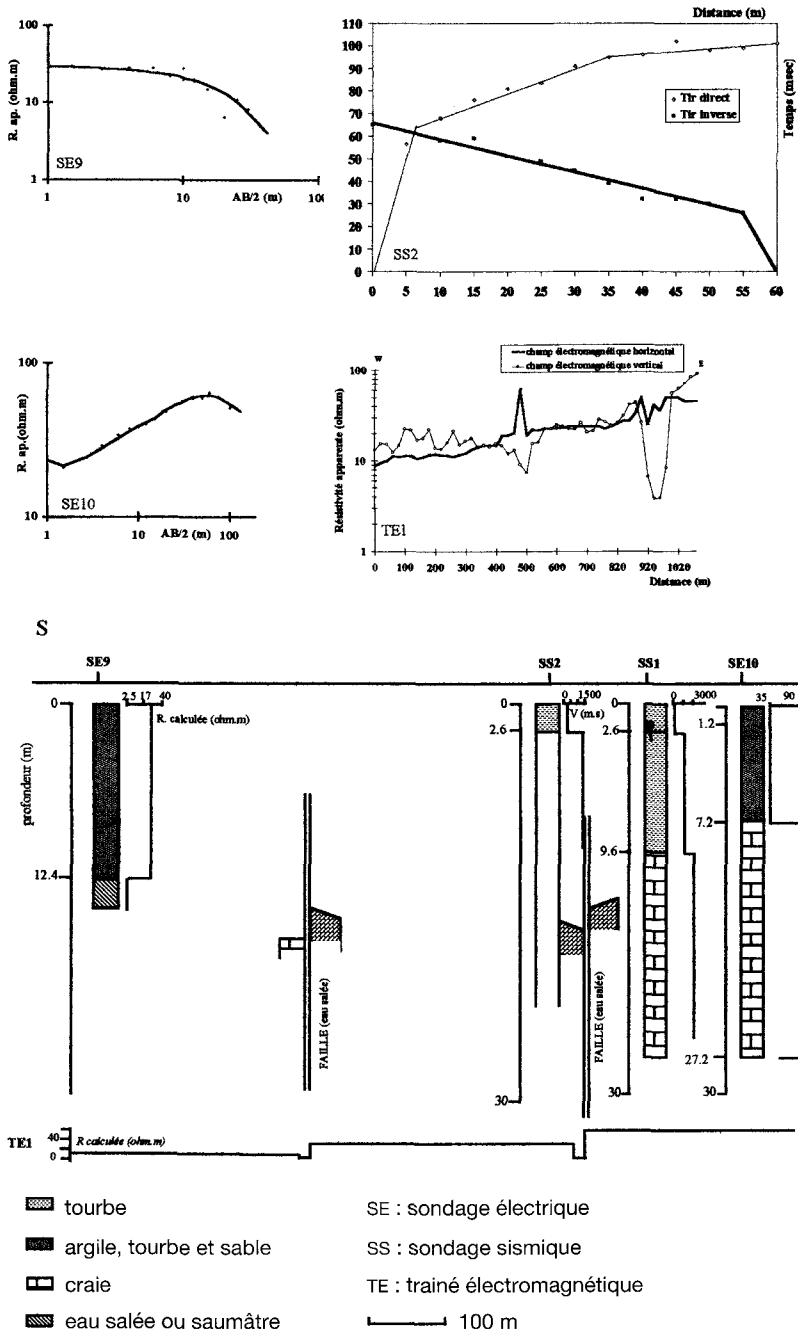 100
10
1
R. ap. (ohm.m)
SE9
1
10
AB/2 (m)
Distance (m)
110
100
90
80
70
60
50
40
30
20
10
0
Tir direct
Tir inverse
Temps (msec)
SS2
0
5
10
15
20
25
30
35
40
45
50
55
60
100
10
R. ap.(ohm.m)
SE10
1
10
AB/2 (m)
100
champ électromagnétique horizontal
champ électromagnétique vertical
W
E
100
10
1
Résistivité apparente (ohm.m)
TE1
0
100
200
300
400
500
600
700
820
920
1020
Distance (m)
S
SE9
SS2
SS1
SE10
2,5 17 40
R. calculée (ohm.m)
0
12.4
profondeur (m)
0 1500
V (m.s)
0
2.6
30
0 3000
0
2.6
9.6
30
35 90
1.2
7.2
27.2
30
FAILLE (eau salée)
FAILLE (eau salée)
TE1
40
0
R calculée (ohm.m)
tourbe
argile, tourbe et sable
craie
eau salée ou saumâtre
SE : sondage électrique
SS : sondage sismique
TE : trainé électromagnétique
100 m